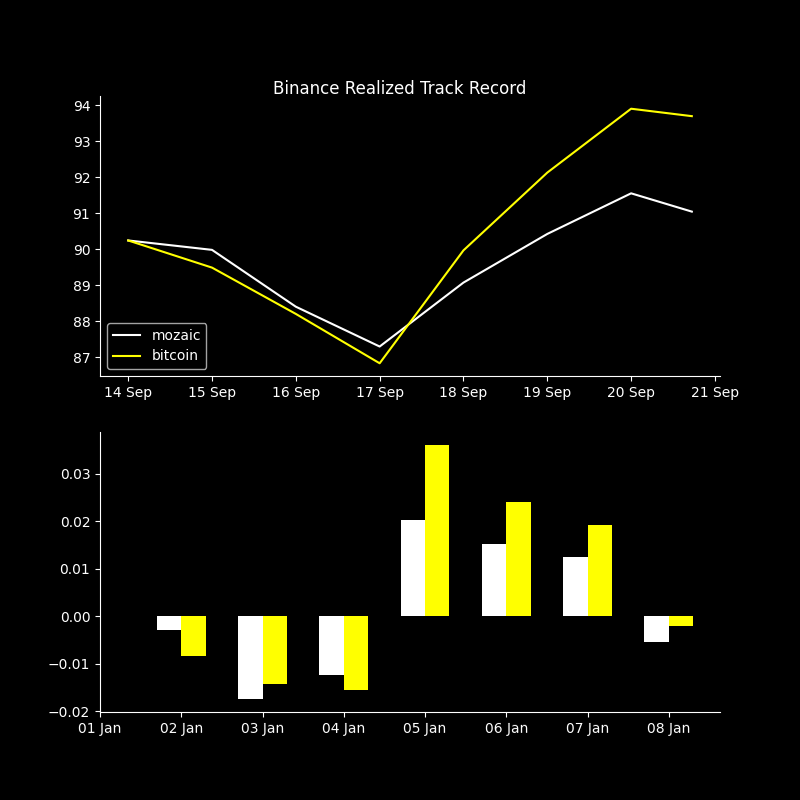 Binance Realized Track Record
94
93
92
91
90
89
88
87
mozaic
bitcoin
14 Sep 15 Sep 16 Sep 17 Sep 18 Sep 19 Sep 20 Sep 21 Sep
0.03
0.02
0.01
0.00
−0.01
−0.02
01 Jan 02 Jan 03 Jan 04 Jan 05 Jan 06 Jan 07 Jan 08 Jan